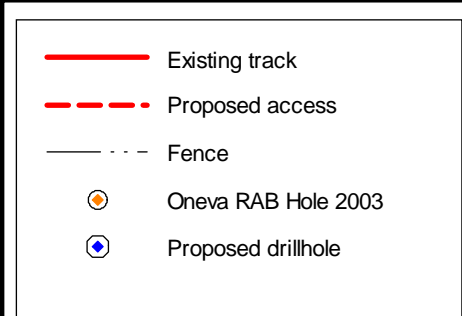 Existing track
Proposed access
Fence
Oneva RAB Hole 2003
Proposed drillhole